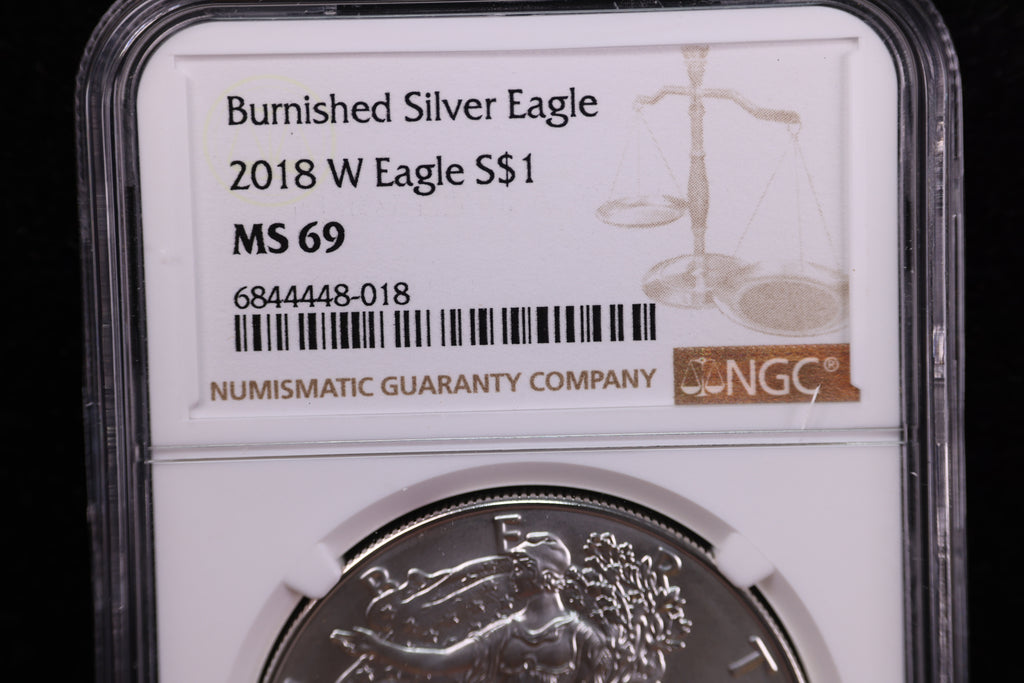 Burnished Silver Eagle
2018 W Eagle S$1
MS 69
6844448-018
NUMISMATIC GUARANTY COMPANY
NGC®
B E R T